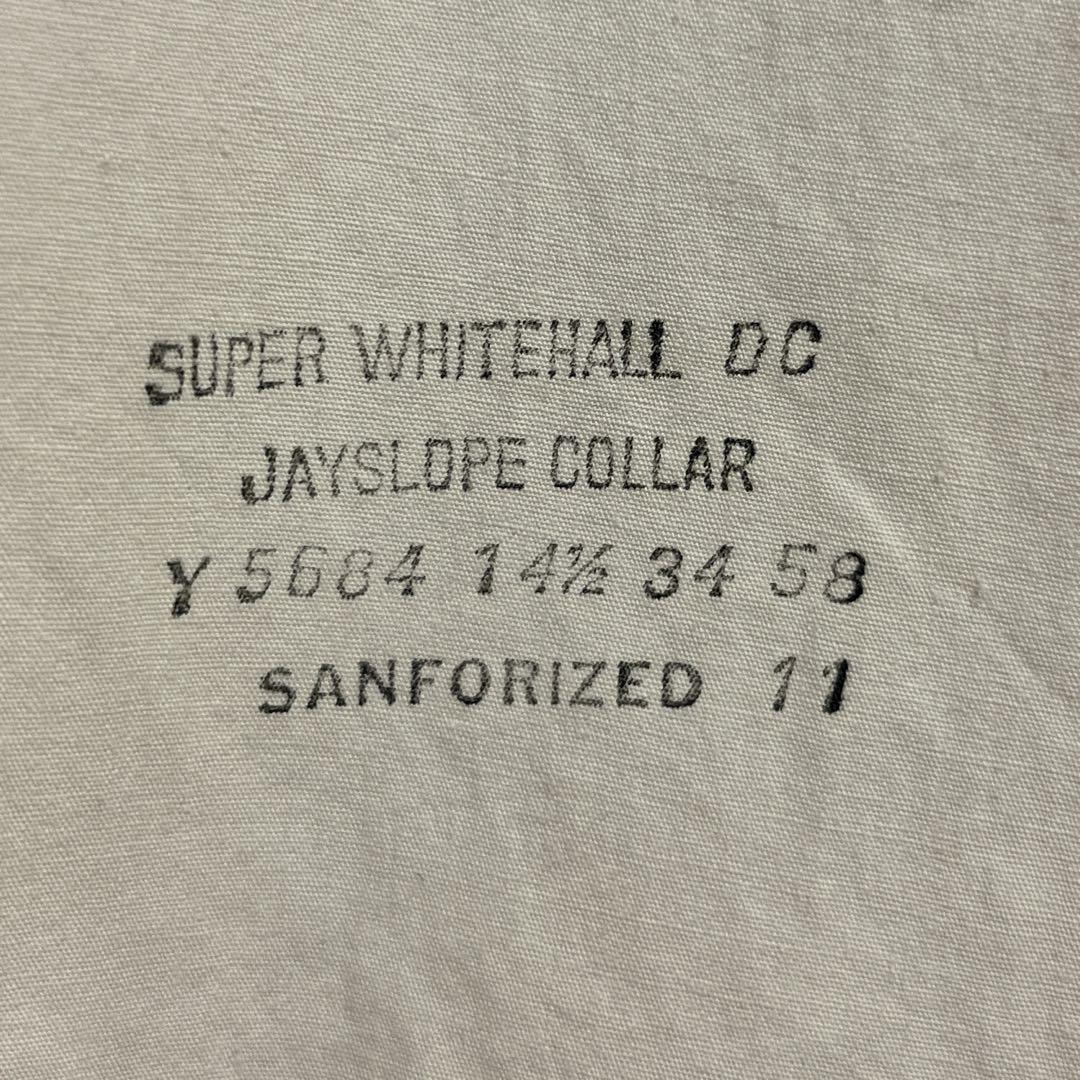 SUPER WHITEHALL DC
JAYSLOPE COLLAR
Y 5684 14½ 34 58
SANFORIZED 11